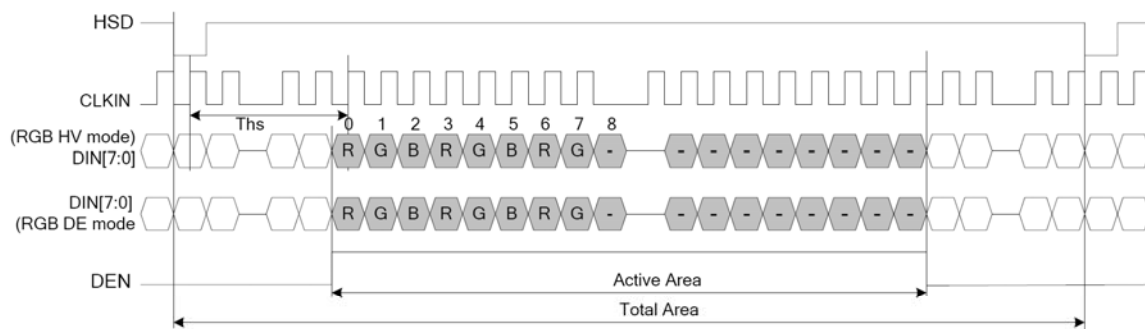 HSD
CLKIN
Ths
0 1 2 3 4 5 6 7 8
(RGB HV mode)
DIN[7:0]
R G B R G B R G - - - - - - - - -
DIN[7:0]
(RGB DE mode
R G B R G B R G - - - - - - - - -
DEN
Active Area
Total Area